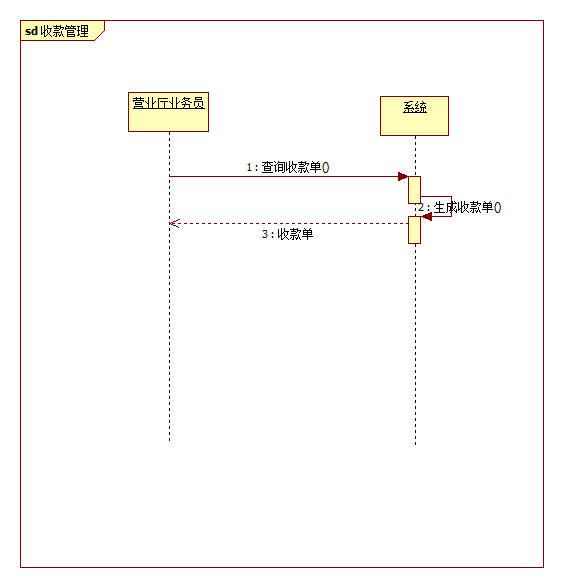 sd 收款管理
营业厅业务员
系统
1 : 查询收款单()
2 : 生成收款单()
3 : 收款单